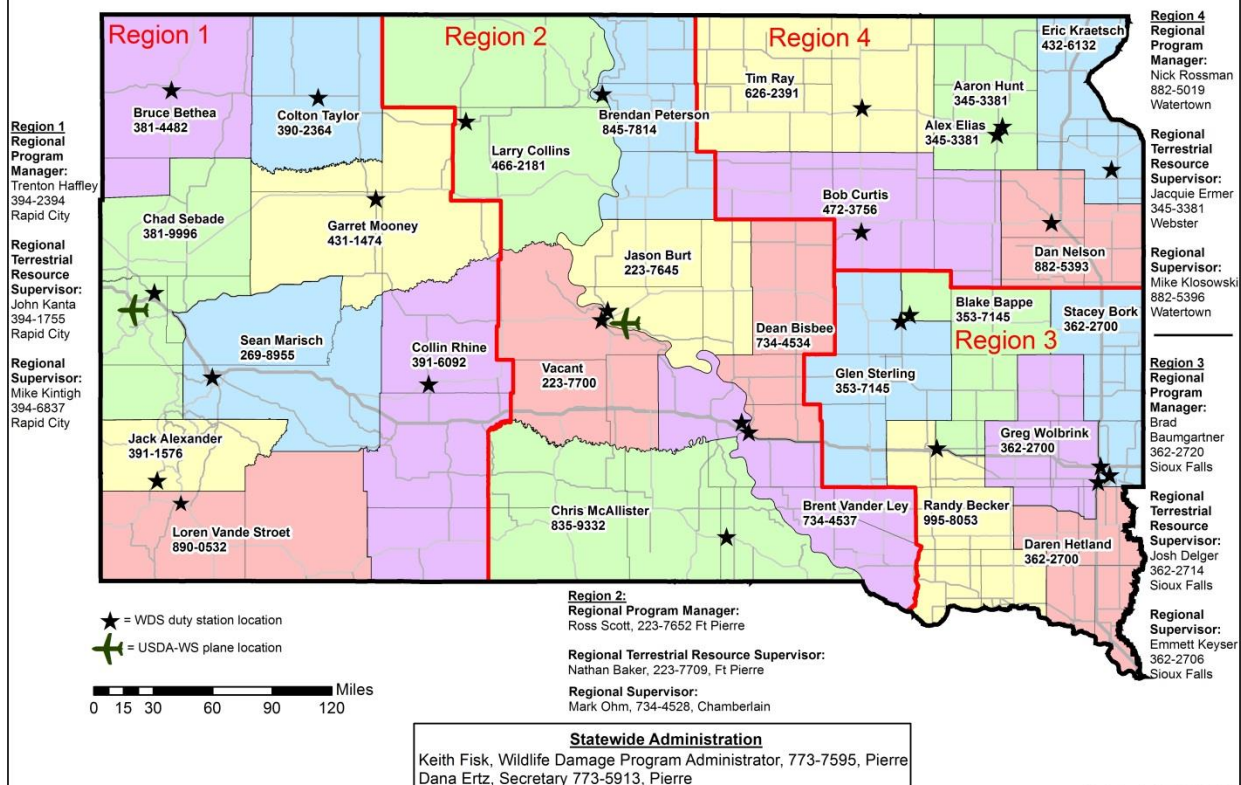 Region 1
Region 2
Region 4
Region 3
Region 1
Regional
Program
Manager:
Trenton Haffley
394-2394
Rapid City
Regional
Terrestrial
Resource
Supervisor:
John Kanta
394-1755
Rapid City
Regional
Supervisor:
Mike Kintigh
394-6837
Rapid City
Bruce Bethea
381-4482
Colton Taylor
390-2364
Chad Sebade
381-9996
Garret Mooney
431-1474
Sean Marisch
269-8955
Collin Rhine
391-6092
Jack Alexander
391-1576
Loren Vande Stroet
890-0532
Larry Collins
466-2181
Brendan Peterson
845-7814
Jason Burt
223-7645
Vacant
223-7700
Dean Bisbee
734-4534
Chris McAllister
835-9332
Brent Vander Ley
734-4537
Tim Ray
626-2391
Aaron Hunt
345-3381
Alex Elias
345-3381
Eric Kraetsch
432-6132
Bob Curtis
472-3756
Dan Nelson
882-5393
Blake Bappe
353-7145
Stacey Bork
362-2700
Glen Sterling
353-7145
Greg Wolbrink
362-2700
Randy Becker
995-8053
Daren Hetland
362-2700
Region 4
Regional
Program
Manager:
Nick Rossman
882-5019
Watertown
Regional
Terrestrial
Resource
Supervisor:
Jacquie Ermer
345-3381
Webster
Regional
Supervisor:
Mike Klosowski
882-5396
Watertown
Region 3
Regional
Program
Manager:
Brad
Baumgartner
362-2720
Sioux Falls
Regional
Terrestrial
Resource
Supervisor:
Josh Delger
362-2714
Sioux Falls
Regional
Supervisor:
Emmett Keyser
362-2706
Sioux Falls
= WDS duty station location
= USDA-WS plane location
Miles
0 15 30 60 90 120
Region 2:
Regional Program Manager:
Ross Scott, 223-7652 Ft Pierre
Regional Terrestrial Resource Supervisor:
Nathan Baker, 223-7709, Ft Pierre
Regional Supervisor:
Mark Ohm, 734-4528, Chamberlain
Statewide Administration
Keith Fisk, Wildlife Damage Program Administrator, 773-7595, Pierre
Dana Ertz, Secretary 773-5913, Pierre